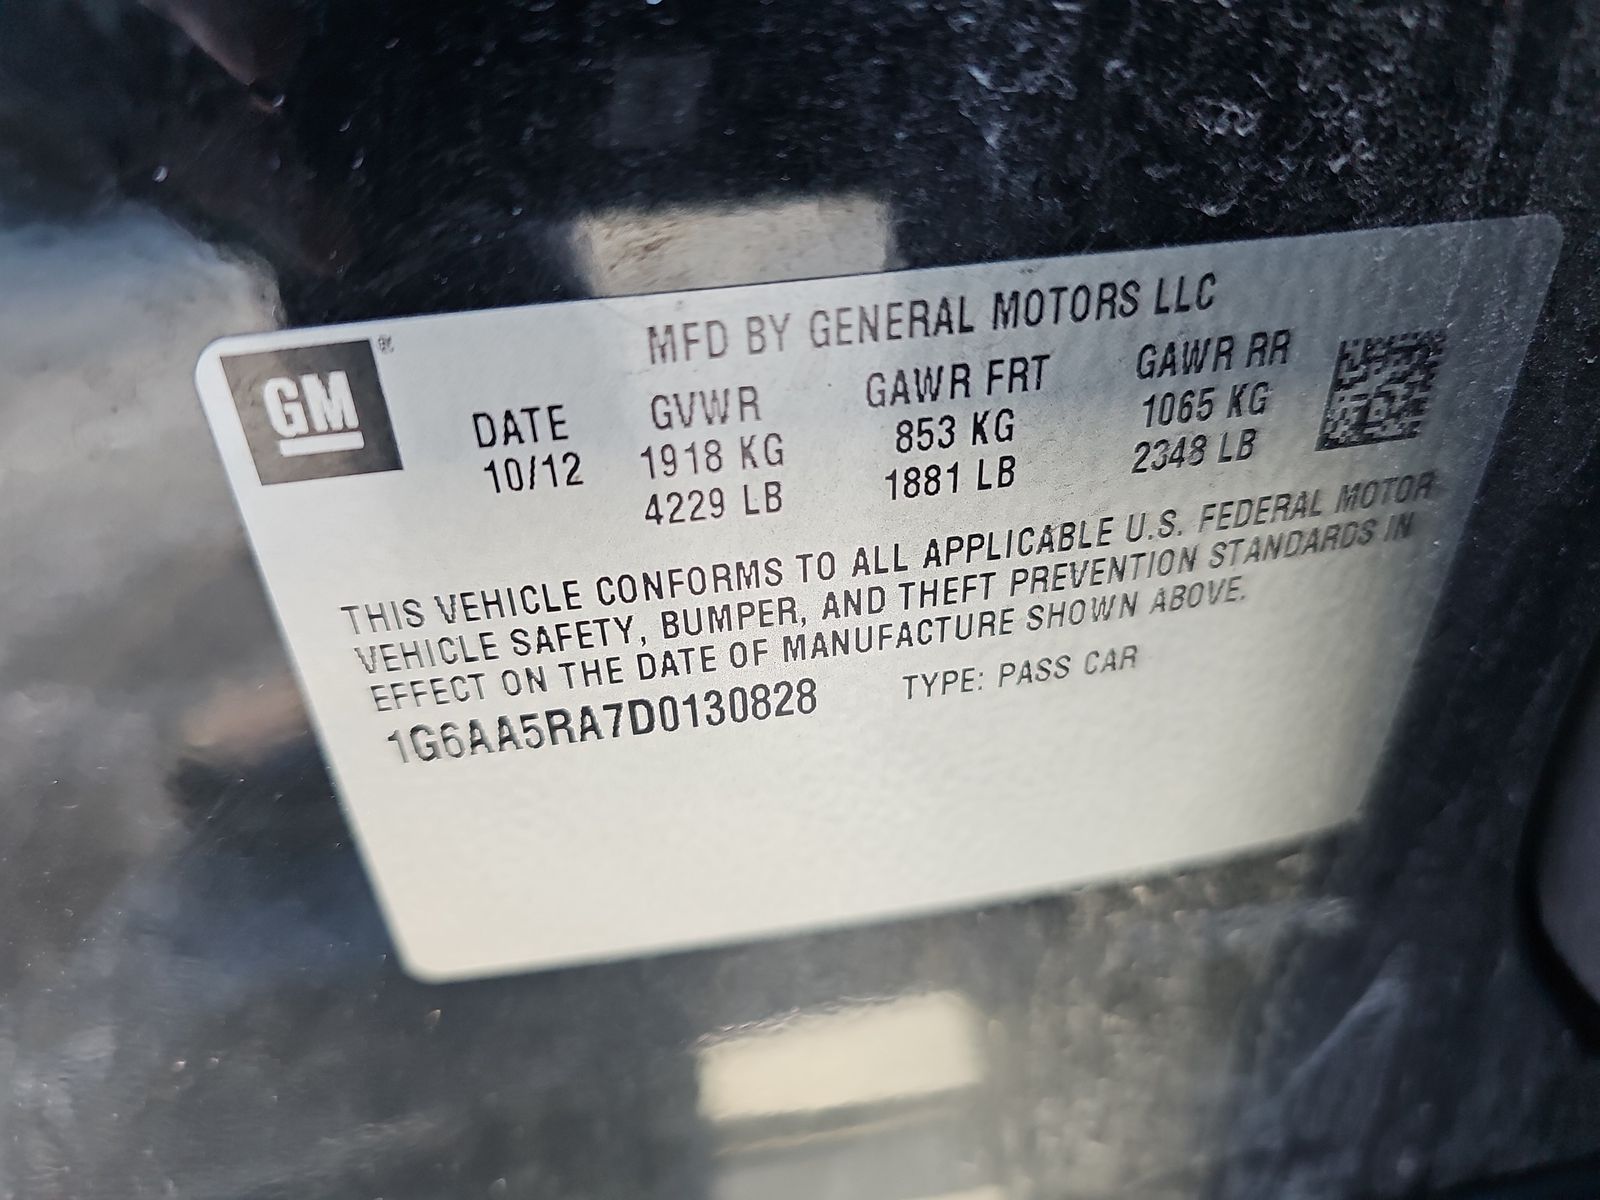 GM ®
MFD BY GENERAL MOTORS LLC
DATE GVWR GAWR FRT GAWR RR
10/12 1918 KG 853 KG 1065 KG
4229 LB 1881 LB 2348 LB
THIS VEHICLE CONFORMS TO ALL APPLICABLE U.S. FEDERAL MOTOR
VEHICLE SAFETY, BUMPER, AND THEFT PREVENTION STANDARDS IN
EFFECT ON THE DATE OF MANUFACTURE SHOWN ABOVE.
1G6AA5RA7D0130828 TYPE: PASS CAR